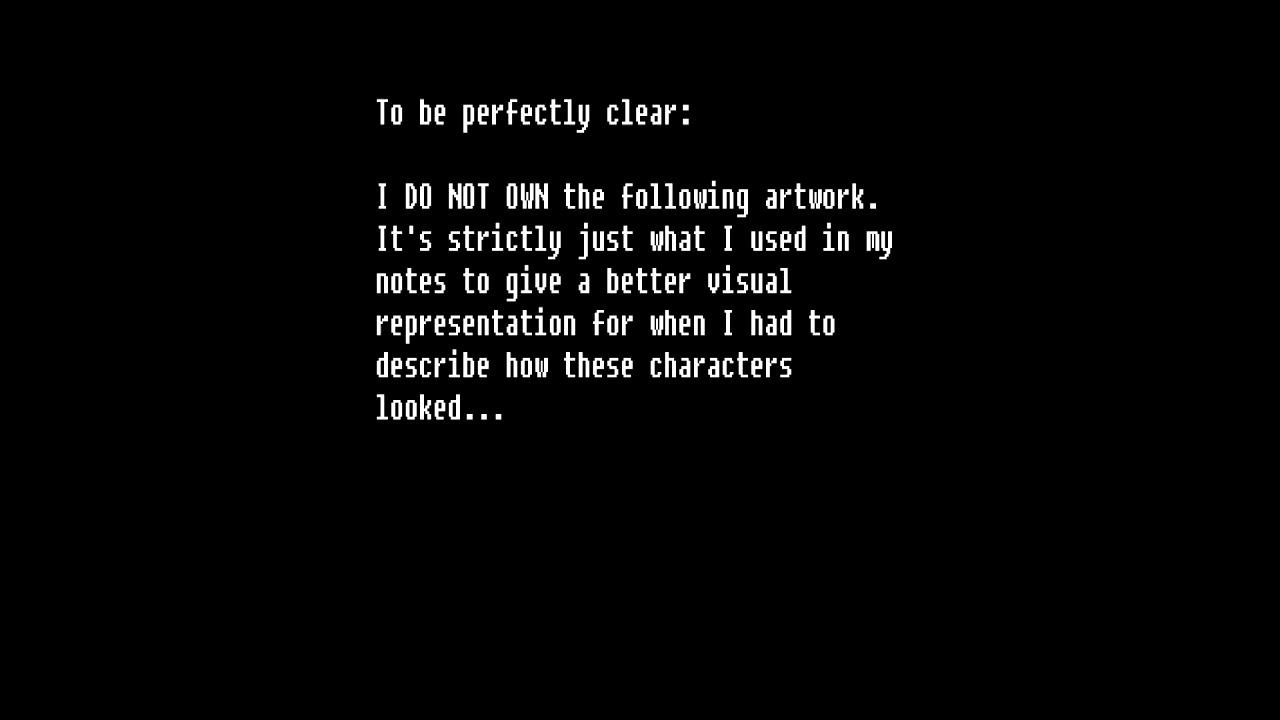 To be perfectly clear:
I DO NOT OWN the following artwork.
It's strictly just what I used in my
notes to give a better visual
representation for when I had to
describe how these characters
looked...